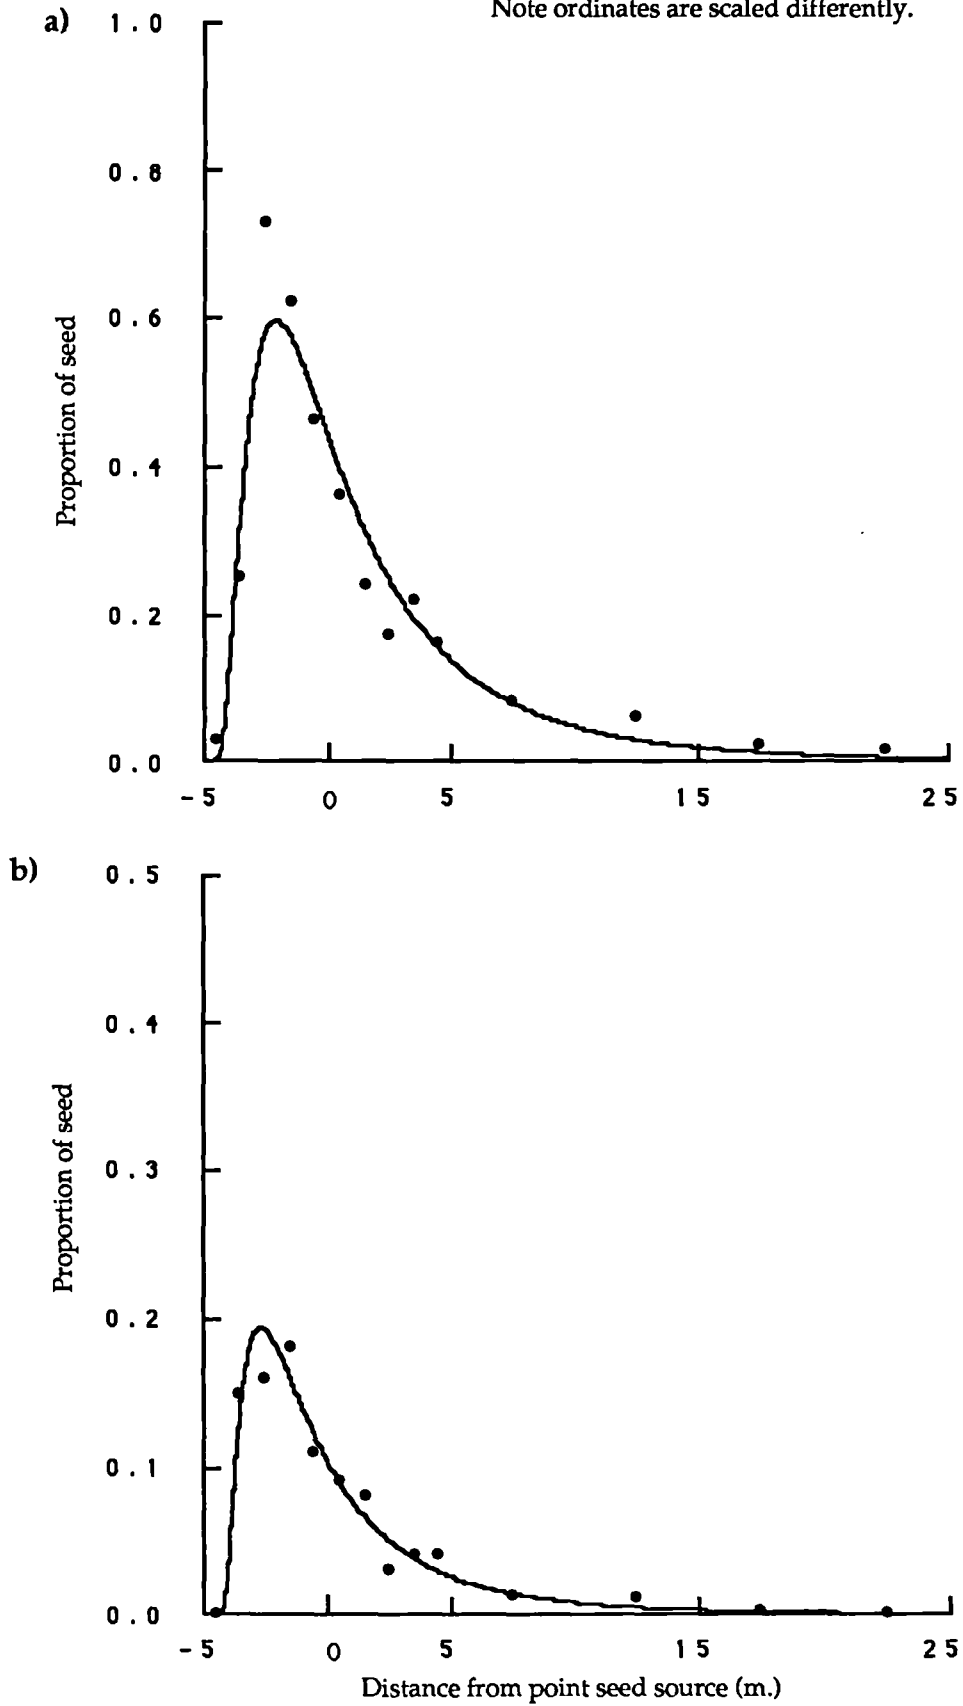 Note ordinates are scaled differently.
a)
1.0
0.8
0.6
0.4
0.2
0.0
Proportion of seed
-5 0 5 15 25
b)
0.5
0.4
0.3
0.2
0.1
0.0
Proportion of seed
-5 0 5 15 25
Distance from point seed source (m.)